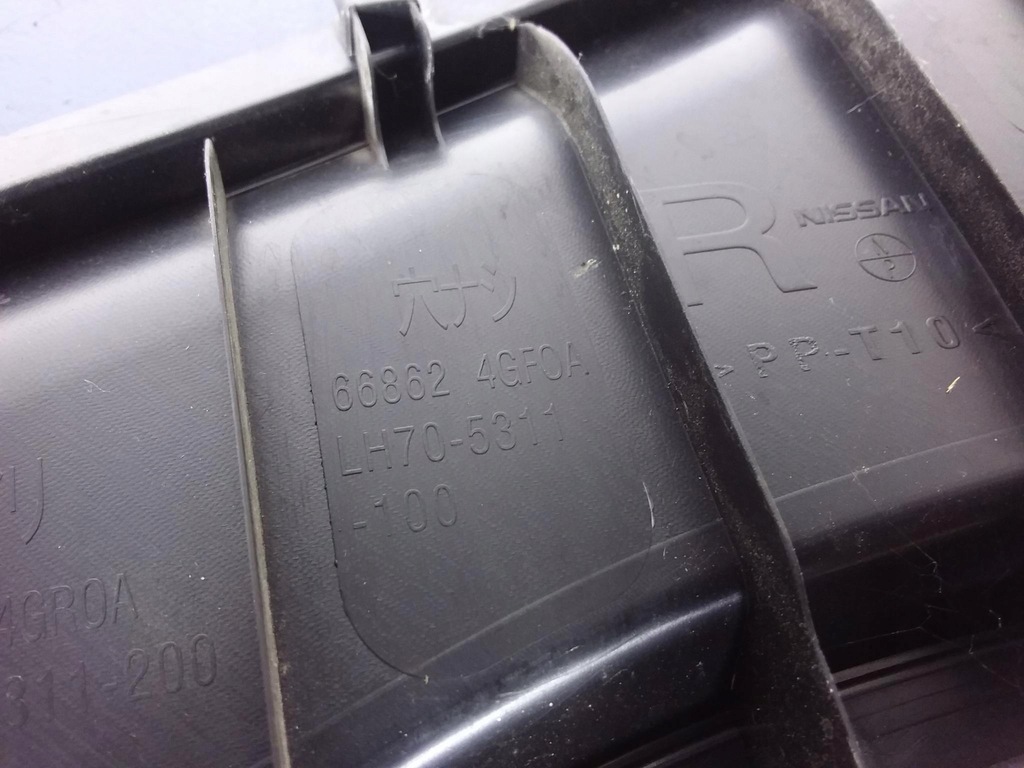 穴ナシ
66862 4GF0A
LH70-5311
-100
R
NISSAN
>PP-T10<
4GR0A
311-200